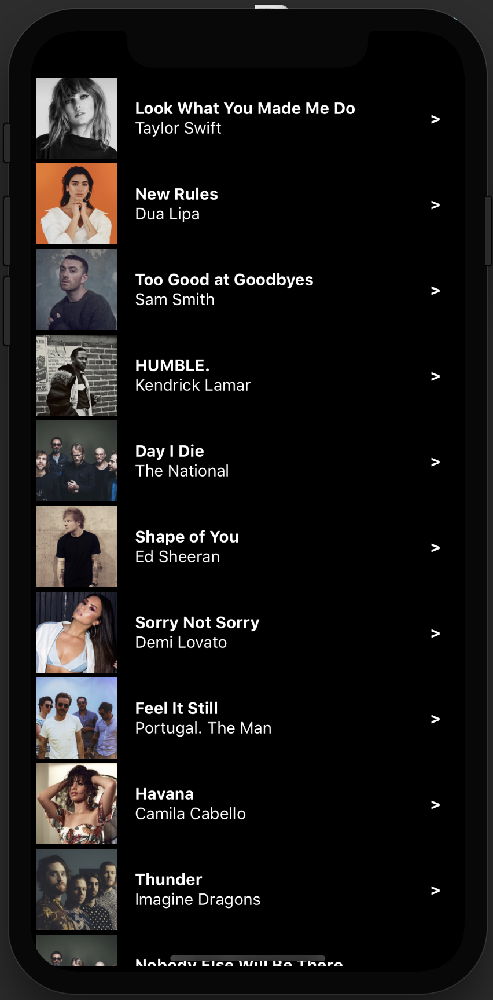 Look What You Made Me Do
Taylor Swift
>
New Rules
Dua Lipa
>
Too Good at Goodbyes
Sam Smith
>
HUMBLE.
Kendrick Lamar
>
Day I Die
The National
>
Shape of You
Ed Sheeran
>
Sorry Not Sorry
Demi Lovato
>
Feel It Still
Portugal. The Man
>
Havana
Camila Cabello
>
Thunder
Imagine Dragons
>
Nobody Else Will Be There